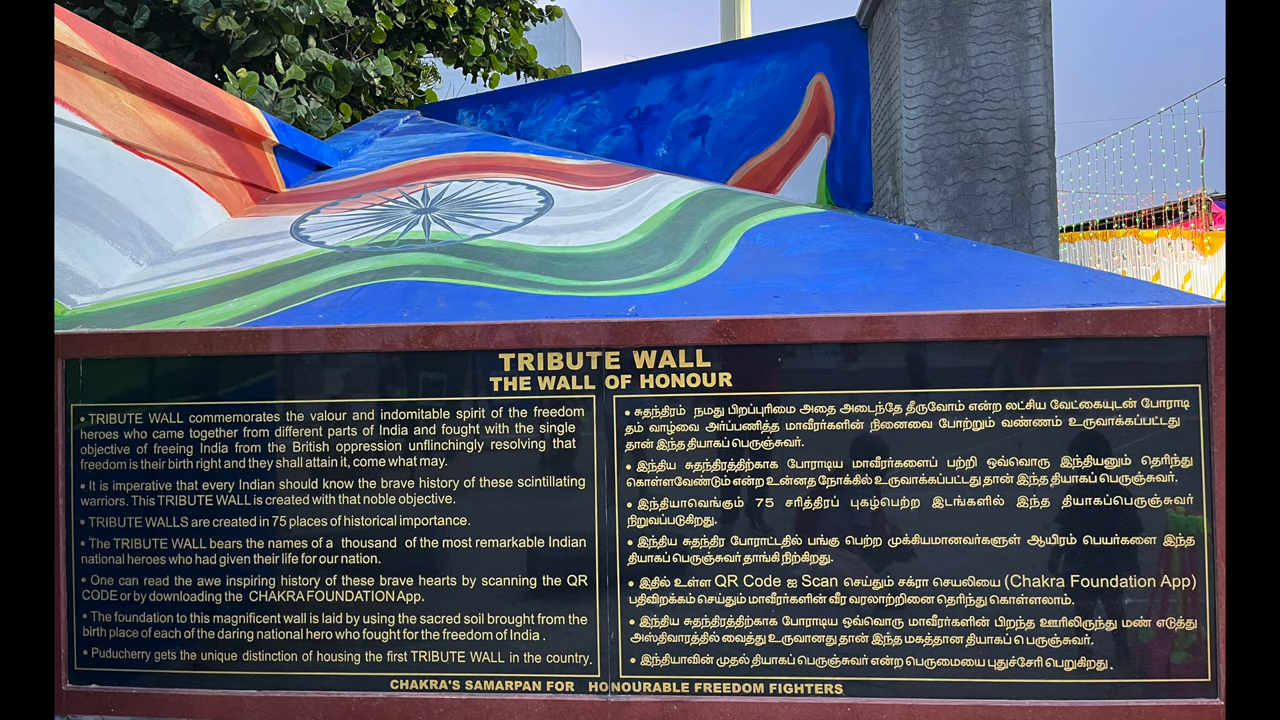 TRIBUTE WALL
THE WALL OF HONOUR
• TRIBUTE WALL commemorates the valour and indomitable spirit of the freedom
heroes who came together from different parts of India and fought with the single
objective of freeing India from the British oppression unflinchingly resolving that
freedom is their birth right and they shall attain it, come what may.
• It is imperative that every Indian should know the brave history of these scintillating
warriors. This TRIBUTE WALL is created with that noble objective.
• TRIBUTE WALLS are created in 75 places of historical importance.
• The TRIBUTE WALL bears the names of a thousand of the most remarkable Indian
national heroes who had given their life for our nation.
• One can read the awe inspiring history of these brave hearts by scanning the QR
CODE or by downloading the CHAKRA FOUNDATION App.
• The foundation to this magnificent wall is laid by using the sacred soil brought from the
birth place of each of the daring national hero who fought for the freedom of India .
• Puducherry gets the unique distinction of housing the first TRIBUTE WALL in the country.
• சுதந்திரம் நமது பிறப்புரிமை அதை அடைந்தே தீருவோம் என்ற லட்சிய வேட்கையுடன் போராடி
தம் வாழ்வை அர்ப்பணித்த மாவீரர்களின் நினைவை போற்றும் வண்ணம் உருவாக்கப்பட்டது
தான் இந்த தியாகப் பெருஞ்சுவர்.
• இந்திய சுதந்திரத்திற்காக போராடிய மாவீரர்களைப் பற்றி ஒவ்வொரு இந்தியனும் தெரிந்து
கொள்ளவேண்டும் என்ற உன்னத நோக்கில் உருவாக்கப்பட்டது தான் இந்த தியாகப் பெருஞ்சுவர்.
• இந்தியாவெங்கும் 75 சரித்திரப் புகழ்பெற்ற இடங்களில் இந்த தியாகப்பெருஞ்சுவர்
நிறுவப்படுகிறது.
• இந்திய சுதந்திர போராட்டதில் பங்கு பெற்ற முக்கியமானவர்களுள் ஆயிரம் பெயர்களை இந்த
தியாகப் பெருஞ்சுவர் தாங்கி நிற்கிறது.
• இதில் உள்ள QR Code ஐ Scan செய்தும் சக்ரா செயலியை (Chakra Foundation App)
பதிவிறக்கம் செய்தும் மாவீரர்களின் வீர வரலாற்றினை தெரிந்து கொள்ளலாம்.
• இந்திய சுதந்திரத்திற்காக போராடிய ஒவ்வொரு மாவீரர்களின் பிறந்த ஊரிலிருந்து மண் எடுத்து
அஸ்திவாரத்தில் வைத்து உருவானது தான் இந்த மகத்தான தியாகப் பெருஞ்சுவர்.
• இந்தியாவின் முதல் தியாகப் பெருஞ்சுவர் என்ற பெருமையை புதுச்சேரி பெறுகிறது .
CHAKRA'S SAMARPAN FOR HONOURABLE FREEDOM FIGHTERS